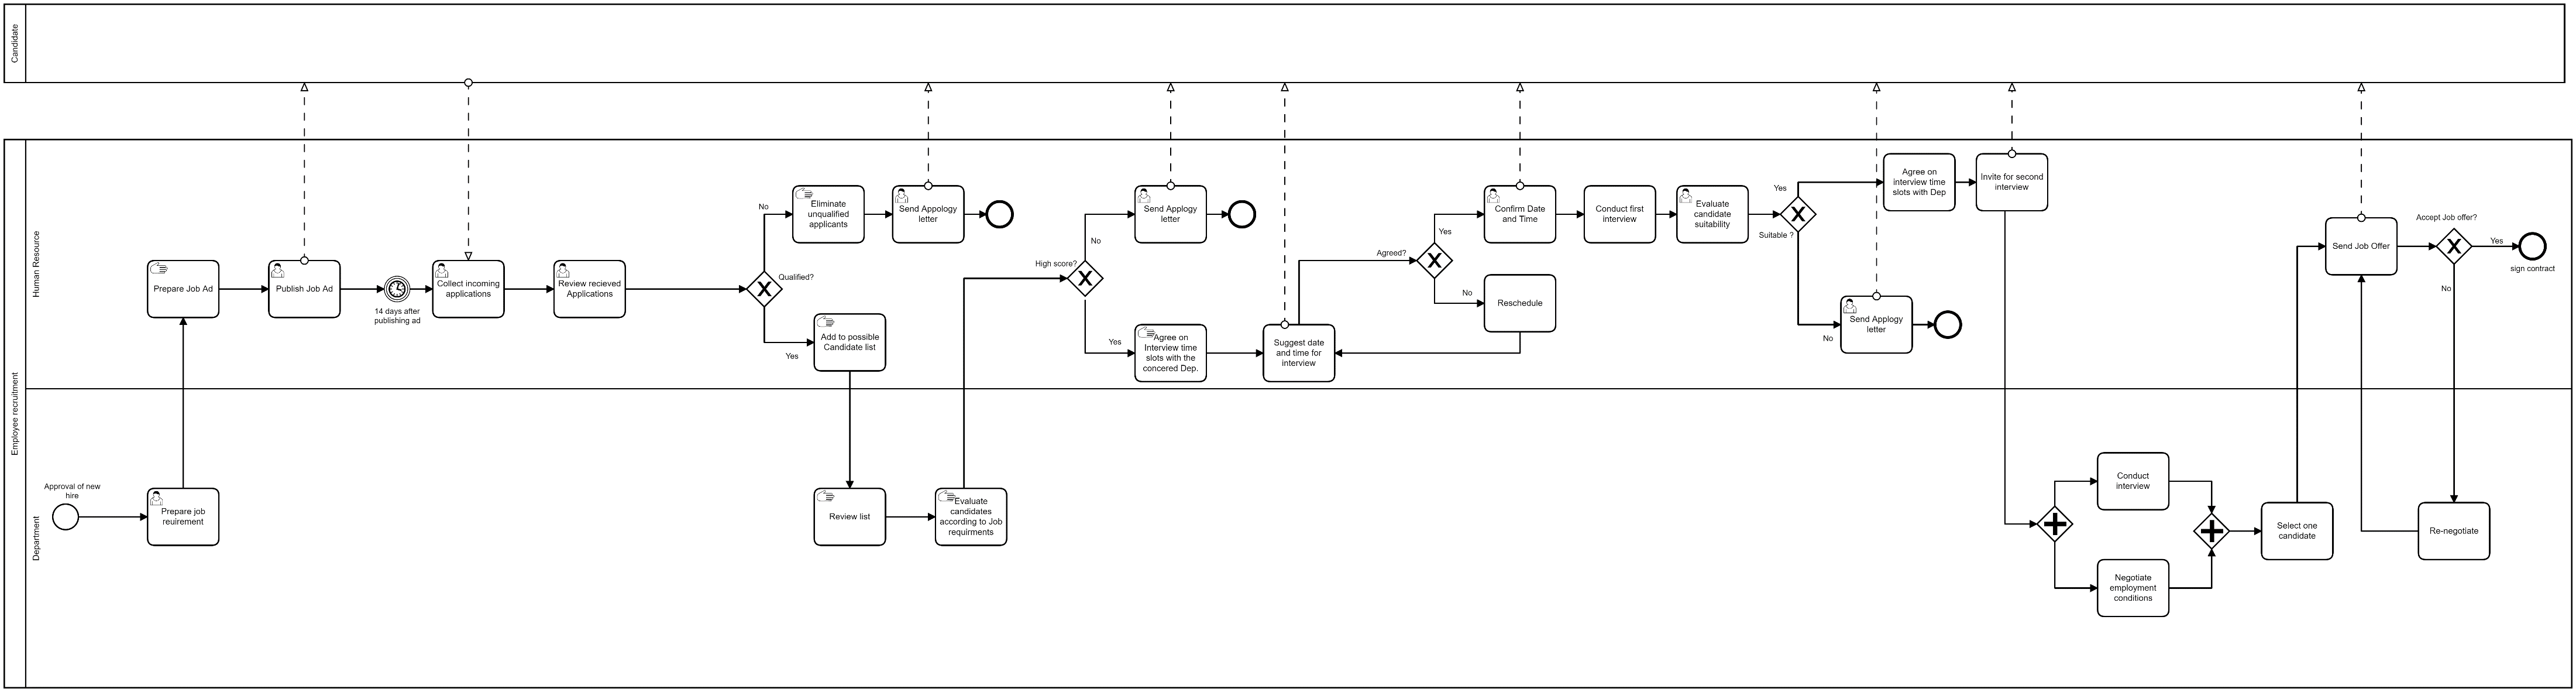 Candidate
Employee recruitment
Human Resource
Department
Approval of new
hire
Prepare job
reuirement
Prepare Job Ad
Publish Job Ad
14 days after
publishing ad
Collect incoming
applications
Review recieved
Applications
Qualified?
No
Eliminate
unqualified
applicants
Send Appology
letter
Yes
Add to possible
Candidate list
Review list
Evaluate
candidates
according to Job
requirments
High score?
No
Send Applogy
letter
Yes
Agree on
Interview time
slots with the
concered Dep.
Suggest date
and time for
interview
Agreed?
Yes
Confirm Date
and Time
No
Reschedule
Conduct first
interview
Evaluate
candidate
suitability
Suitable ?
Yes
Agree on
interview time
slots with Dep
Invite for second
interview
No
Send Applogy
letter
Conduct
interview
Negotiate
employment
conditions
Select one
candidate
Send Job Offer
Accept Job offer?
Yes
sign contract
No
Re-negotiate